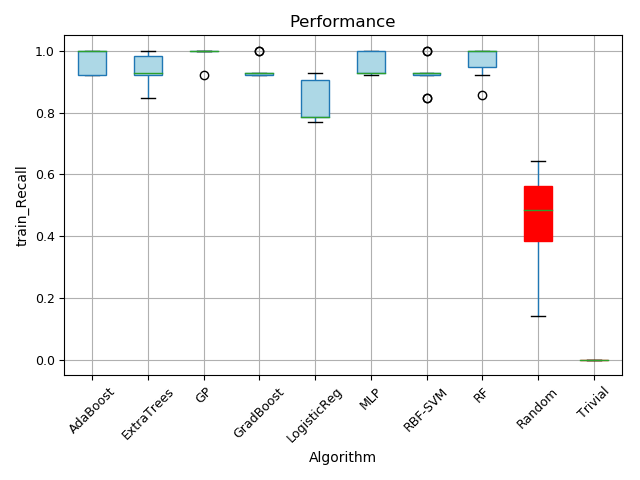 Performance
train_Recall
1.0
0.8
0.6
0.4
0.2
0.0
AdaBoost
ExtraTrees
GP
GradBoost
LogisticReg
MLP
RBF-SVM
RF
Random
Trivial
Algorithm